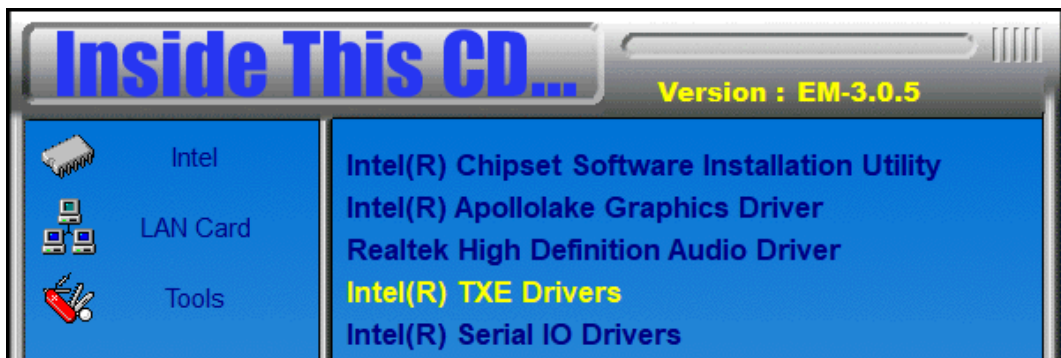 Inside This CD...
Version : EM-3.0.5
Intel
LAN Card
Tools
Intel(R) Chipset Software Installation Utility
Intel(R) Apollolake Graphics Driver
Realtek High Definition Audio Driver
Intel(R) TXE Drivers
Intel(R) Serial IO Drivers